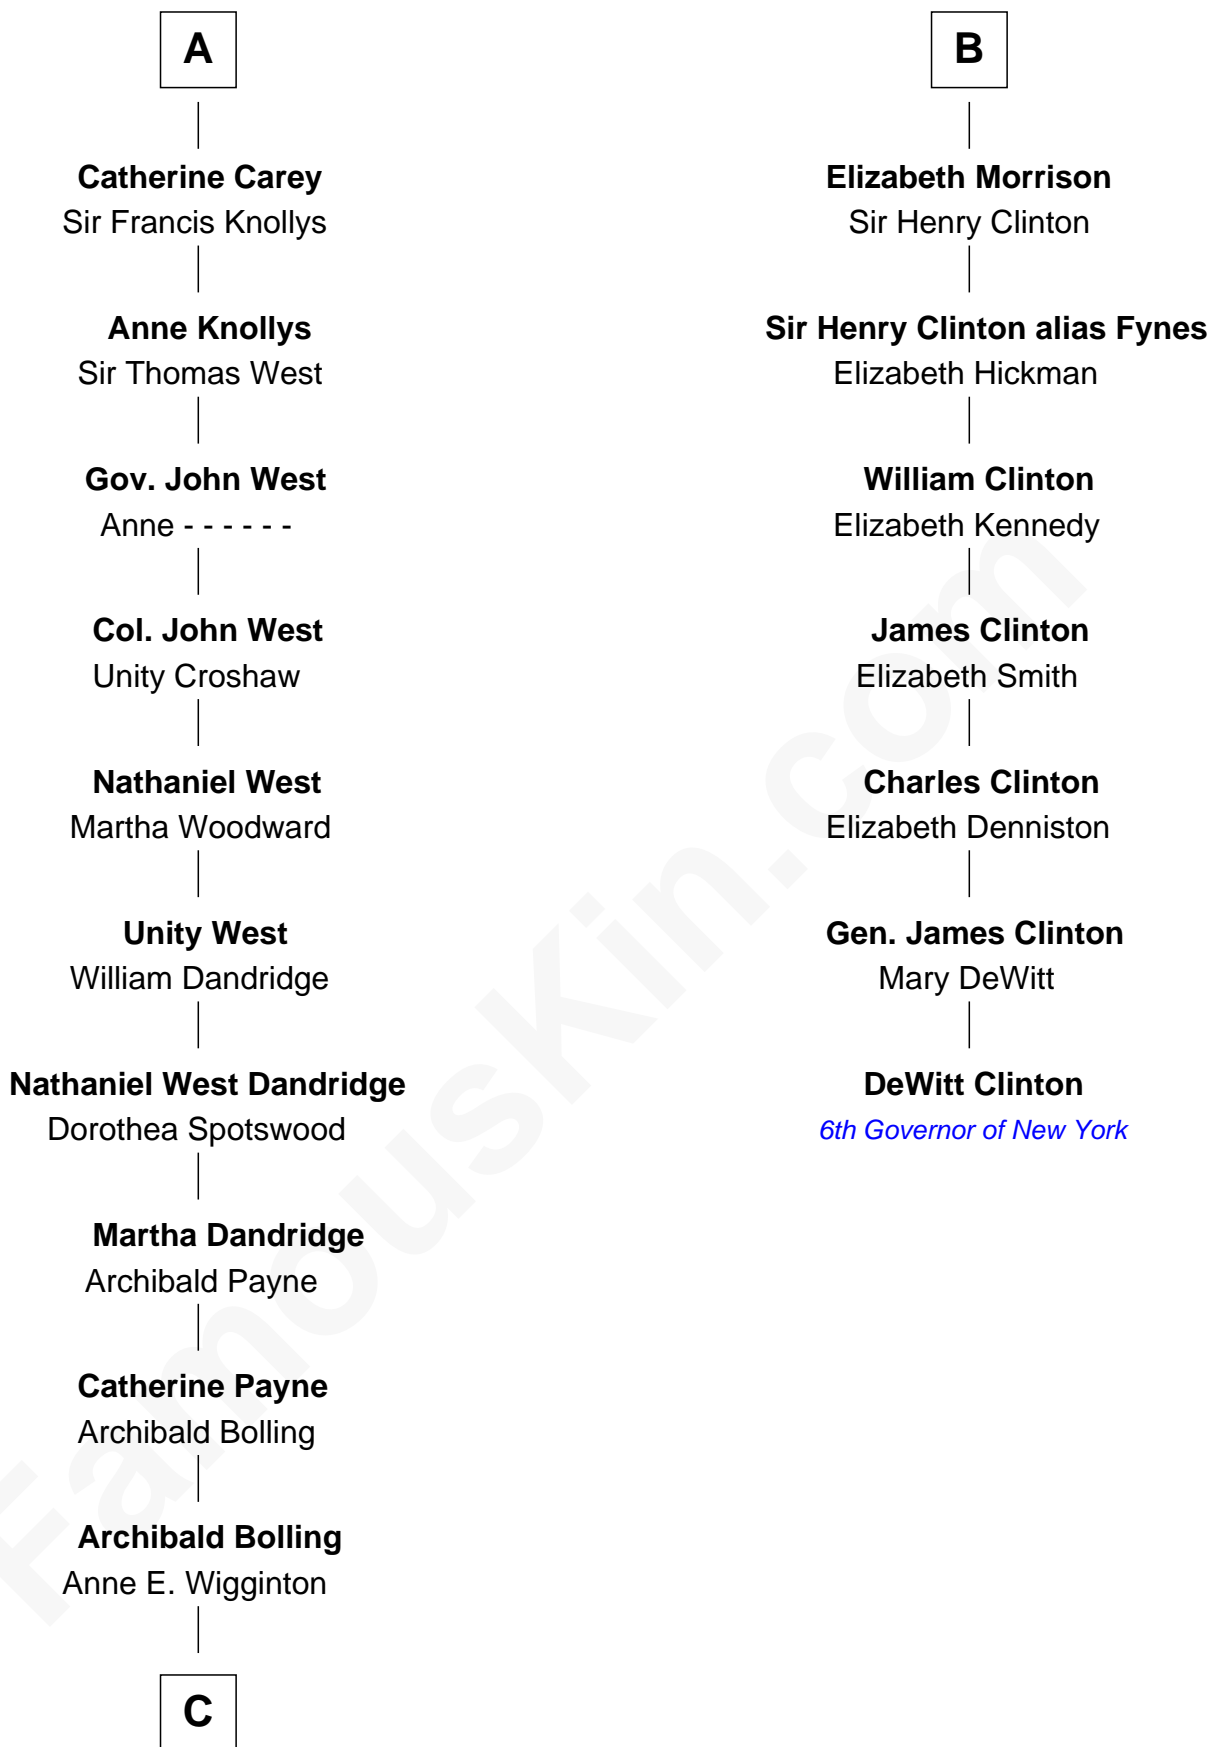 A
Catherine Carey
Sir Francis Knollys
Anne Knollys
Sir Thomas West
Gov. John West
Anne - - - - - -
Col. John West
Unity Croshaw
Nathaniel West
Martha Woodward
Unity West
William Dandridge
Nathaniel West Dandridge
Dorothea Spotswood
Martha Dandridge
Archibald Payne
Catherine Payne
Archibald Bolling
Archibald Bolling
Anne E. Wigginton
C
B
Elizabeth Morrison
Sir Henry Clinton
Sir Henry Clinton alias Fynes
Elizabeth Hickman
William Clinton
Elizabeth Kennedy
James Clinton
Elizabeth Smith
Charles Clinton
Elizabeth Denniston
Gen. James Clinton
Mary DeWitt
DeWitt Clinton
6th Governor of New York
FamousKin.com